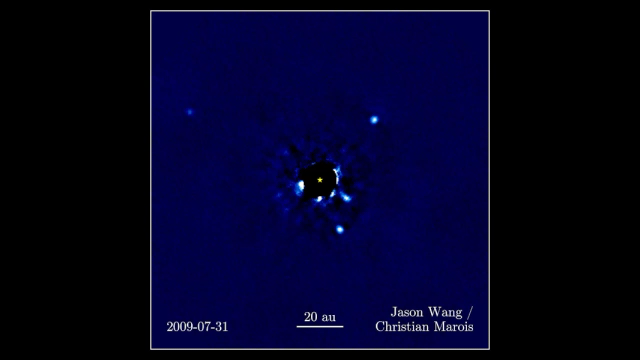 2009-07-31
20 au
Jason Wang /
Christian Marois